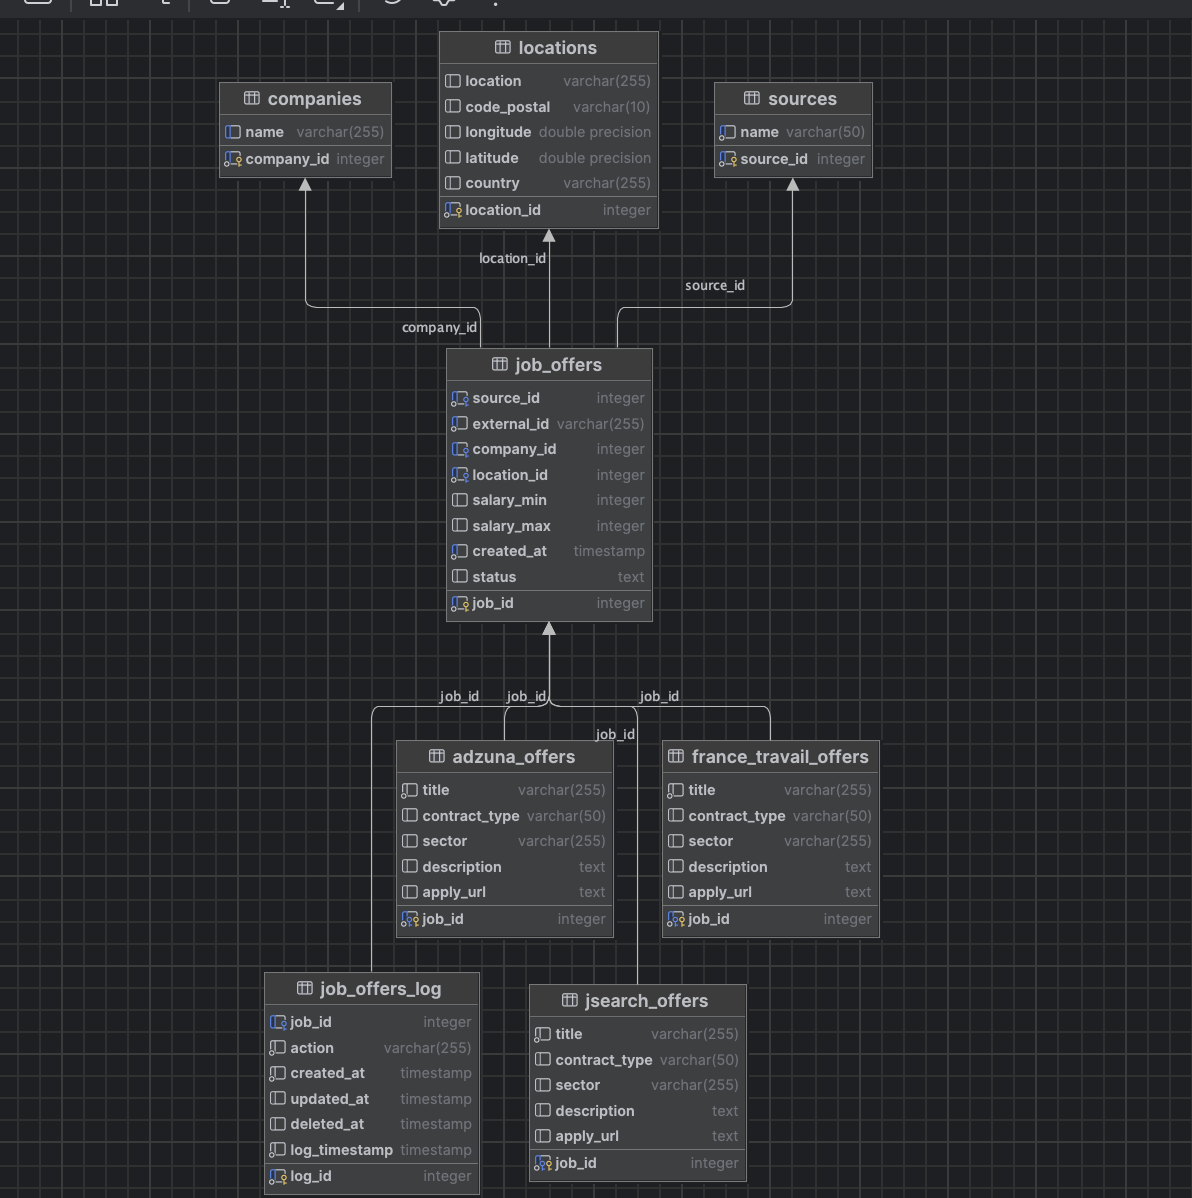 locations
location varchar(255)
code_postal varchar(10)
longitude double precision
latitude double precision
country varchar(255)
location_id integer
companies
name varchar(255)
company_id integer
sources
name varchar(50)
source_id integer
location_id
source_id
company_id
job_offers
source_id integer
external_id varchar(255)
company_id integer
location_id integer
salary_min integer
salary_max integer
created_at timestamp
status text
job_id integer
job_id
job_id
job_id
job_id
adzuna_offers
title varchar(255)
contract_type varchar(50)
sector varchar(255)
description text
apply_url text
job_id integer
france_travail_offers
title varchar(255)
contract_type varchar(50)
sector varchar(255)
description text
apply_url text
job_id integer
job_offers_log
job_id integer
action varchar(255)
created_at timestamp
updated_at timestamp
deleted_at timestamp
log_timestamp timestamp
log_id integer
jsearch_offers
title varchar(255)
contract_type varchar(50)
sector varchar(255)
description text
apply_url text
job_id integer